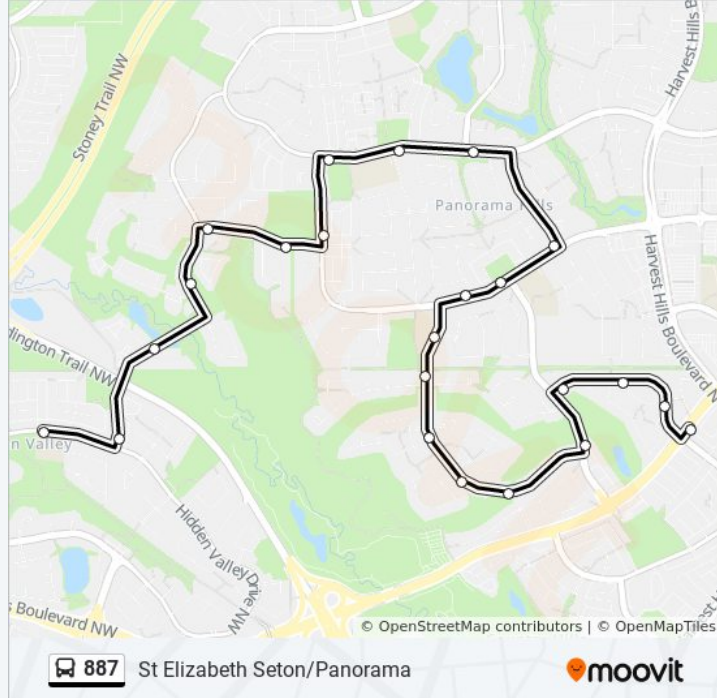 Stoney Trail NW
Harvest Hills B
Panorama Hills
Harvest Hills Boulevard N
dington Trail NW
n Valley
Hidden Valley Drive NW
s Boulevard NW
© OpenStreetMap contributors | © OpenMapTiles
887 St Elizabeth Seton/Panorama
moovit